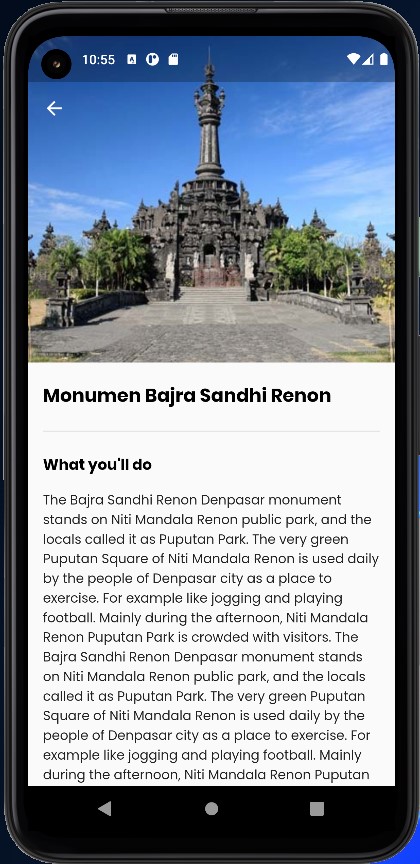 10:55
Monumen Bajra Sandhi Renon
What you'll do
The Bajra Sandhi Renon Denpasar monument
stands on Niti Mandala Renon public park, and the
locals called it as Puputan Park. The very green
Puputan Square of Niti Mandala Renon is used daily
by the people of Denpasar city as a place to
exercise. For example like jogging and playing
football. Mainly during the afternoon, Niti Mandala
Renon Puputan Park is crowded with visitors. The
Bajra Sandhi Renon Denpasar monument stands
on Niti Mandala Renon public park, and the locals
called it as Puputan Park. The very green Puputan
Square of Niti Mandala Renon is used daily by the
people of Denpasar city as a place to exercise. For
example like jogging and playing football. Mainly
during the afternoon, Niti Mandala Renon Puputan